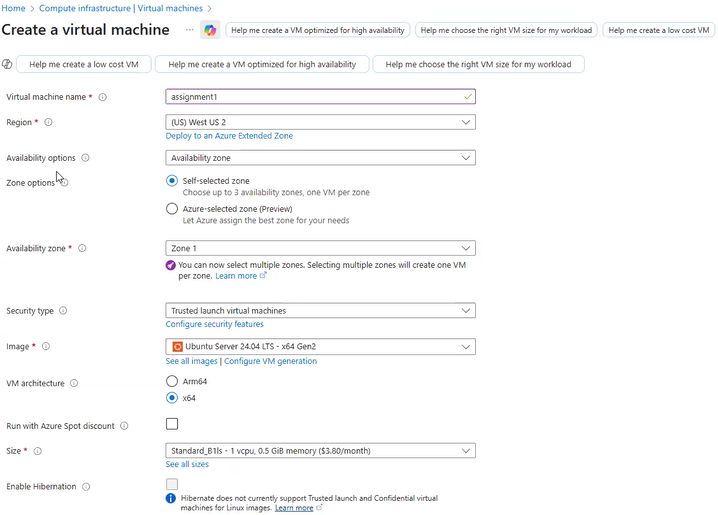 Home > Compute infrastructure | Virtual machines >
Create a virtual machine ... Help me create a VM optimized for high availability Help me choose the right VM size for my workload Help me create a low cost VM
Help me create a low cost VM Help me create a VM optimized for high availability Help me choose the right VM size for my workload
Virtual machine name * assignment1
Region * (US) West US 2
Deploy to an Azure Extended Zone
Availability options Availability zone
Zone options Self-selected zone
Choose up to 3 availability zones, one VM per zone
Azure-selected zone (Preview)
Let Azure assign the best zone for your needs
Availability zone * Zone 1
You can now select multiple zones. Selecting multiple zones will create one VM
per zone. Learn more
Security type Trusted launch virtual machines
Configure security features
Image * Ubuntu Server 24.04 LTS - x64 Gen2
See all images | Configure VM generation
VM architecture Arm64
x64
Run with Azure Spot discount
Size * Standard_B1ls - 1 vcpu, 0.5 GiB memory ($3.80/month)
See all sizes
Enable Hibernation
Hibernate does not currently support Trusted launch and Confidential virtual
machines for Linux images. Learn more